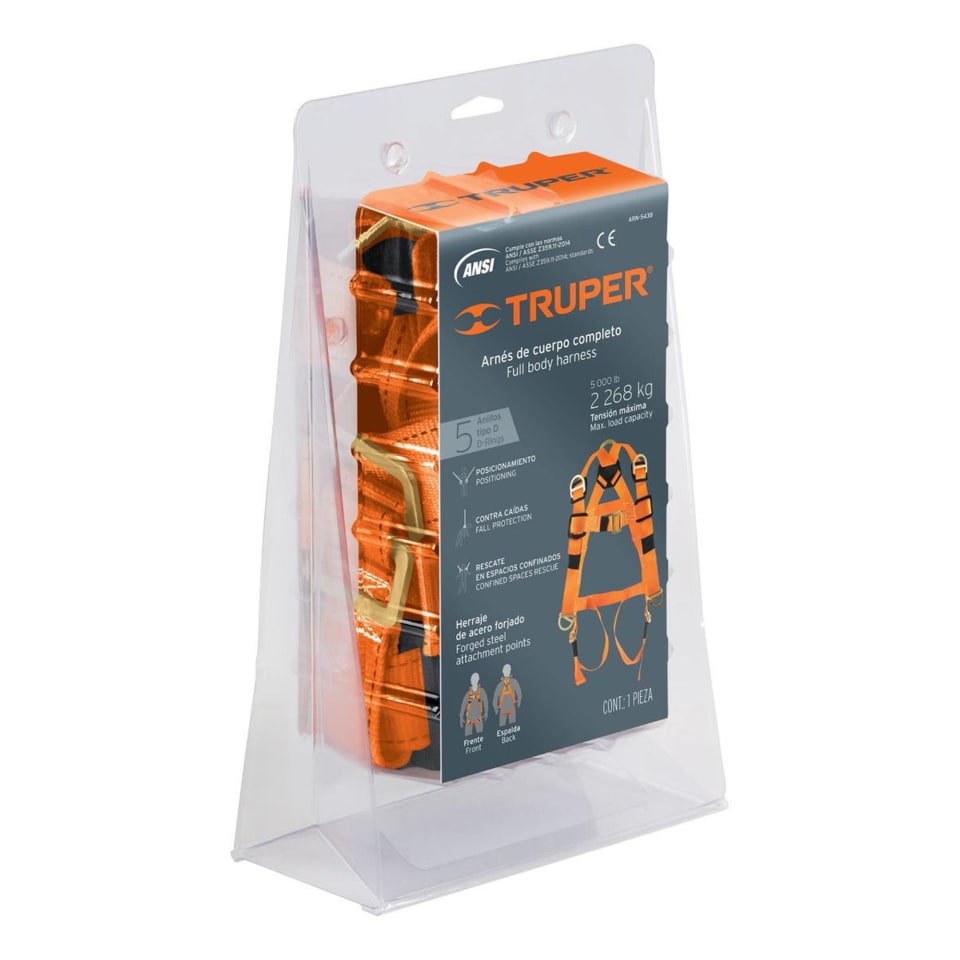 TRUPER
ARN-5438
ANSI
Cumple con las normas
ANSI / ASSE Z359.11-2014
Complies with
ANSI / ASSE Z359.11-2014; standards
CE
TRUPER®
Arnés de cuerpo completo
Full body harness
5 000 lb
2 268 kg
Tensión máxima
Max. load capacity
5 Anillos
tipo D
D-Rings
POSICIONAMIENTO
POSITIONING
CONTRA CAÍDAS
FALL PROTECTION
RESCATE
EN ESPACIOS CONFINADOS
CONFINED SPACES RESCUE
Herraje
de acero forjado
Forged steel
attachment points
Frente
Front
Espalda
Back
CONT.: 1 PIEZA